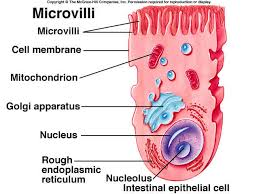 Copyright © The McGraw-Hill Companies, Inc. Permission required for reproduction or display.
Microvilli
Microvilli
Cell membrane
Mitochondrion
Golgi apparatus
Nucleus
Rough
endoplasmic
reticulum
Nucleolus
Intestinal epithelial cell